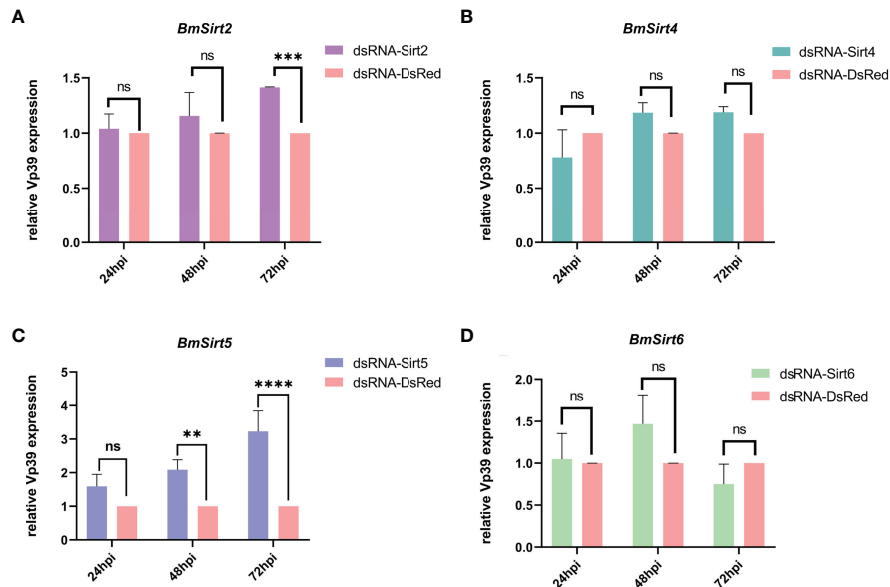 A
BmSirt2
dsRNA-Sirt2
dsRNA-DsRed
relative Vp39 expression
1.5
1.0
0.5
0.0
ns
ns
***
24hpi
48hpi
72hpi
B
BmSirt4
dsRNA-Sirt4
dsRNA-DsRed
relative Vp39 expression
1.5
1.0
0.5
0.0
ns
ns
ns
24hpi
48hpi
72hpi
C
BmSirt5
dsRNA-Sirt5
dsRNA-DsRed
relative Vp39 expression
5
4
3
2
1
0
ns
**
****
24hpi
48hpi
72hpi
D
BmSirt6
dsRNA-Sirt6
dsRNA-DsRed
relative Vp39 expression
2.0
1.5
1.0
0.5
0.0
ns
ns
ns
24hpi
48hpi
72hpi